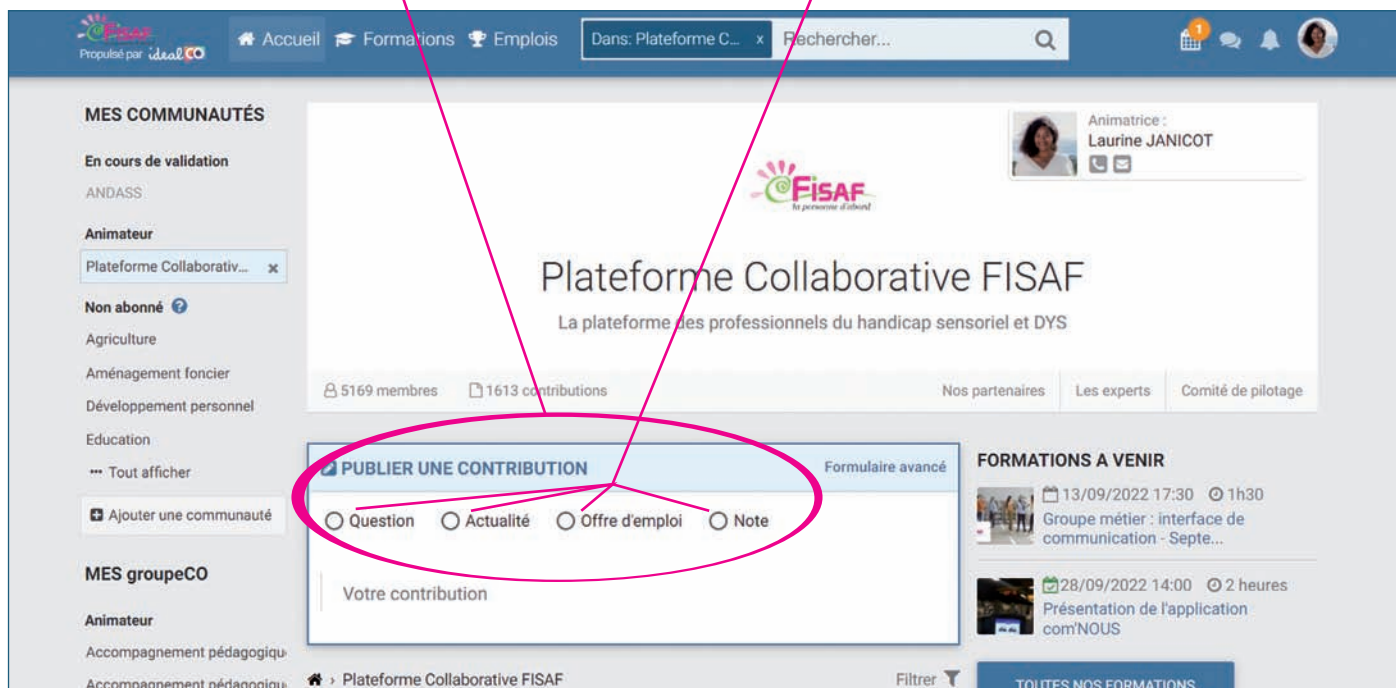 FISAF
Propulsé par idealCO
Accueil Formations Emplois
Dans: Plateforme C... x Rechercher...
1
MES COMMUNAUTÉS
En cours de validation
ANDASS
Animateur
Plateforme Collaborativ... x
Non abonné ?
Agriculture
Aménagement foncier
Développement personnel
Education
··· Tout afficher
Ajouter une communauté
MES groupeCO
Animateur
Accompagnement pédagogiqu
Accompagnement pédagogiqu
Animatrice :
Laurine JANICOT
FISAF
la personne d'abord
Plateforme Collaborative FISAF
La plateforme des professionnels du handicap sensoriel et DYS
5169 membres 1613 contributions
Nos partenaires Les experts Comité de pilotage
PUBLIER UNE CONTRIBUTION Formulaire avancé
Question Actualité Offre d'emploi Note
Votre contribution
› Plateforme Collaborative FISAF Filtrer
FORMATIONS A VENIR
13/09/2022 17:30 1h30
Groupe métier : interface de
communication - Septe...
28/09/2022 14:00 2 heures
Présentation de l'application
com'NOUS
TOUTES NOS FORMATIONS